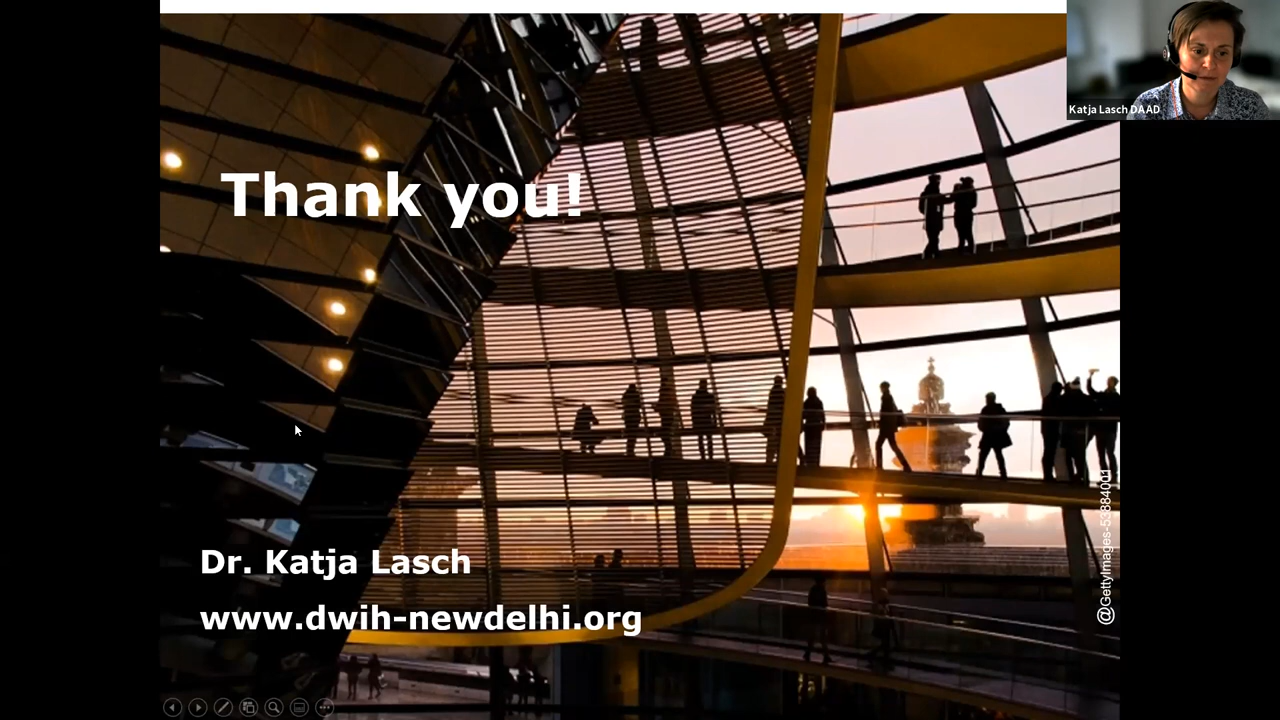 Katja Lasch DAAD
Thank you!
Dr. Katja Lasch
www.dwih-newdelhi.org